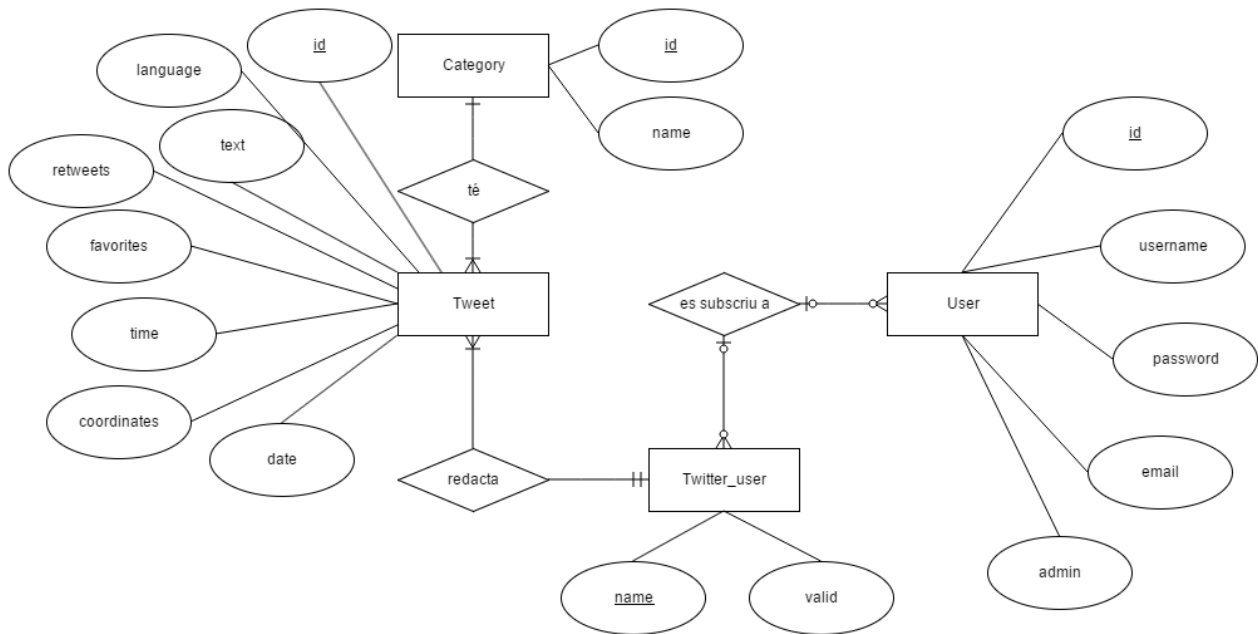 id
Category
id
language
name
text
id
retweets
té
username
favorites
Tweet
es subscriu a
User
time
password
coordinates
date
redacta
Twitter_user
email
admin
name
valid